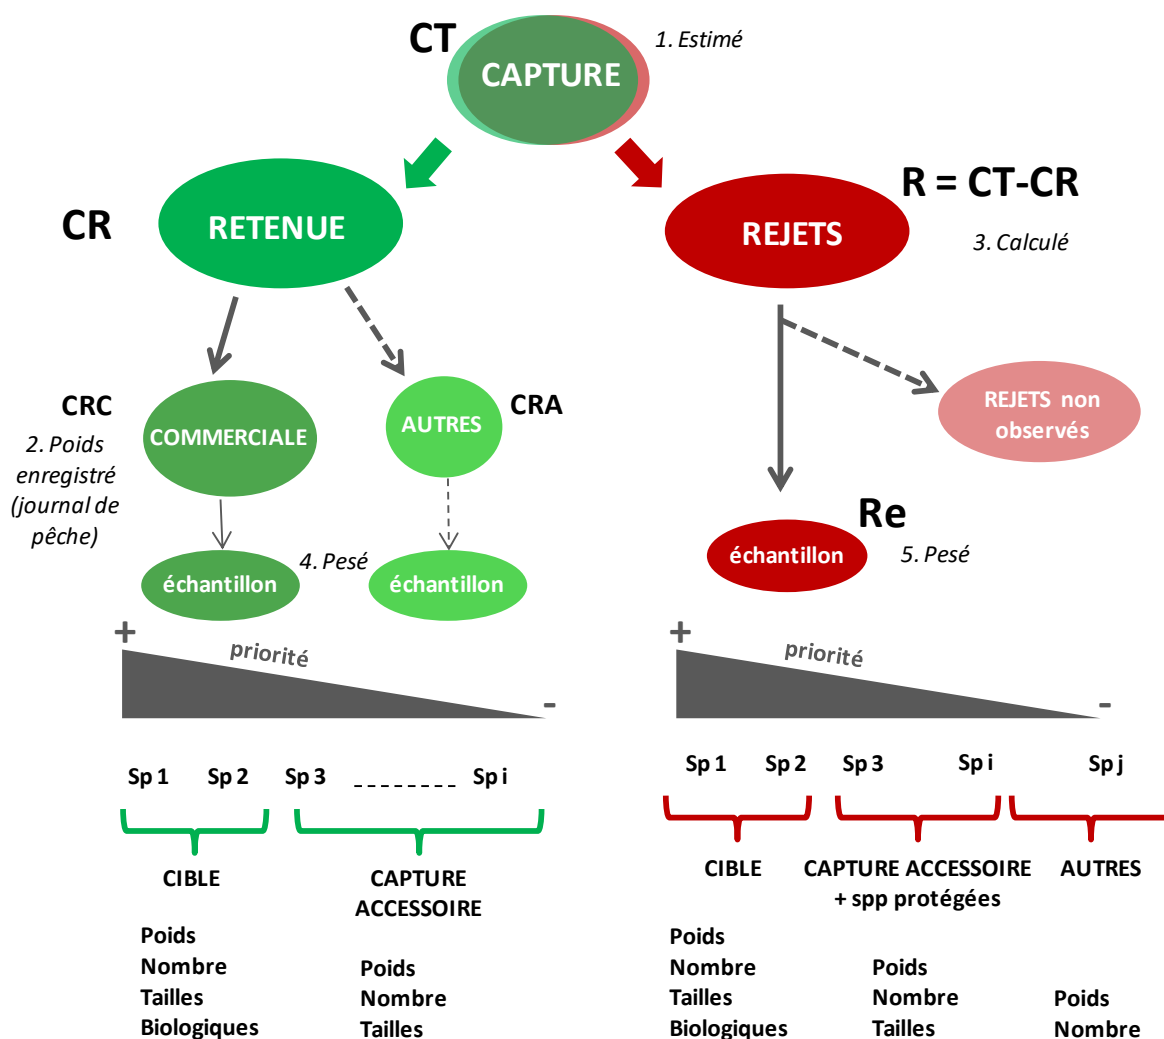 CT
1. Estimé
CAPTURE
CR
RETENUE
REJETS
R = CT-CR
3. Calculé
CRC
2. Poids
enregistré
(journal de
pêche)
COMMERCIALE
AUTRES
CRA
REJETS non
observés
échantillon
4. Pesé
échantillon
Re
échantillon
5. Pesé
+
priorité
-
+
priorité
-
Sp 1 Sp 2 Sp 3 --------- Sp i
Sp 1 Sp 2 Sp 3 Sp i Sp j
CIBLE
CAPTURE
ACCESSOIRE
CIBLE
CAPTURE ACCESSOIRE
+ spp protégées
AUTRES
Poids
Nombre
Tailles
Biologiques
Poids
Nombre
Tailles
Poids
Nombre
Tailles
Biologiques
Poids
Nombre
Tailles
Poids
Nombre